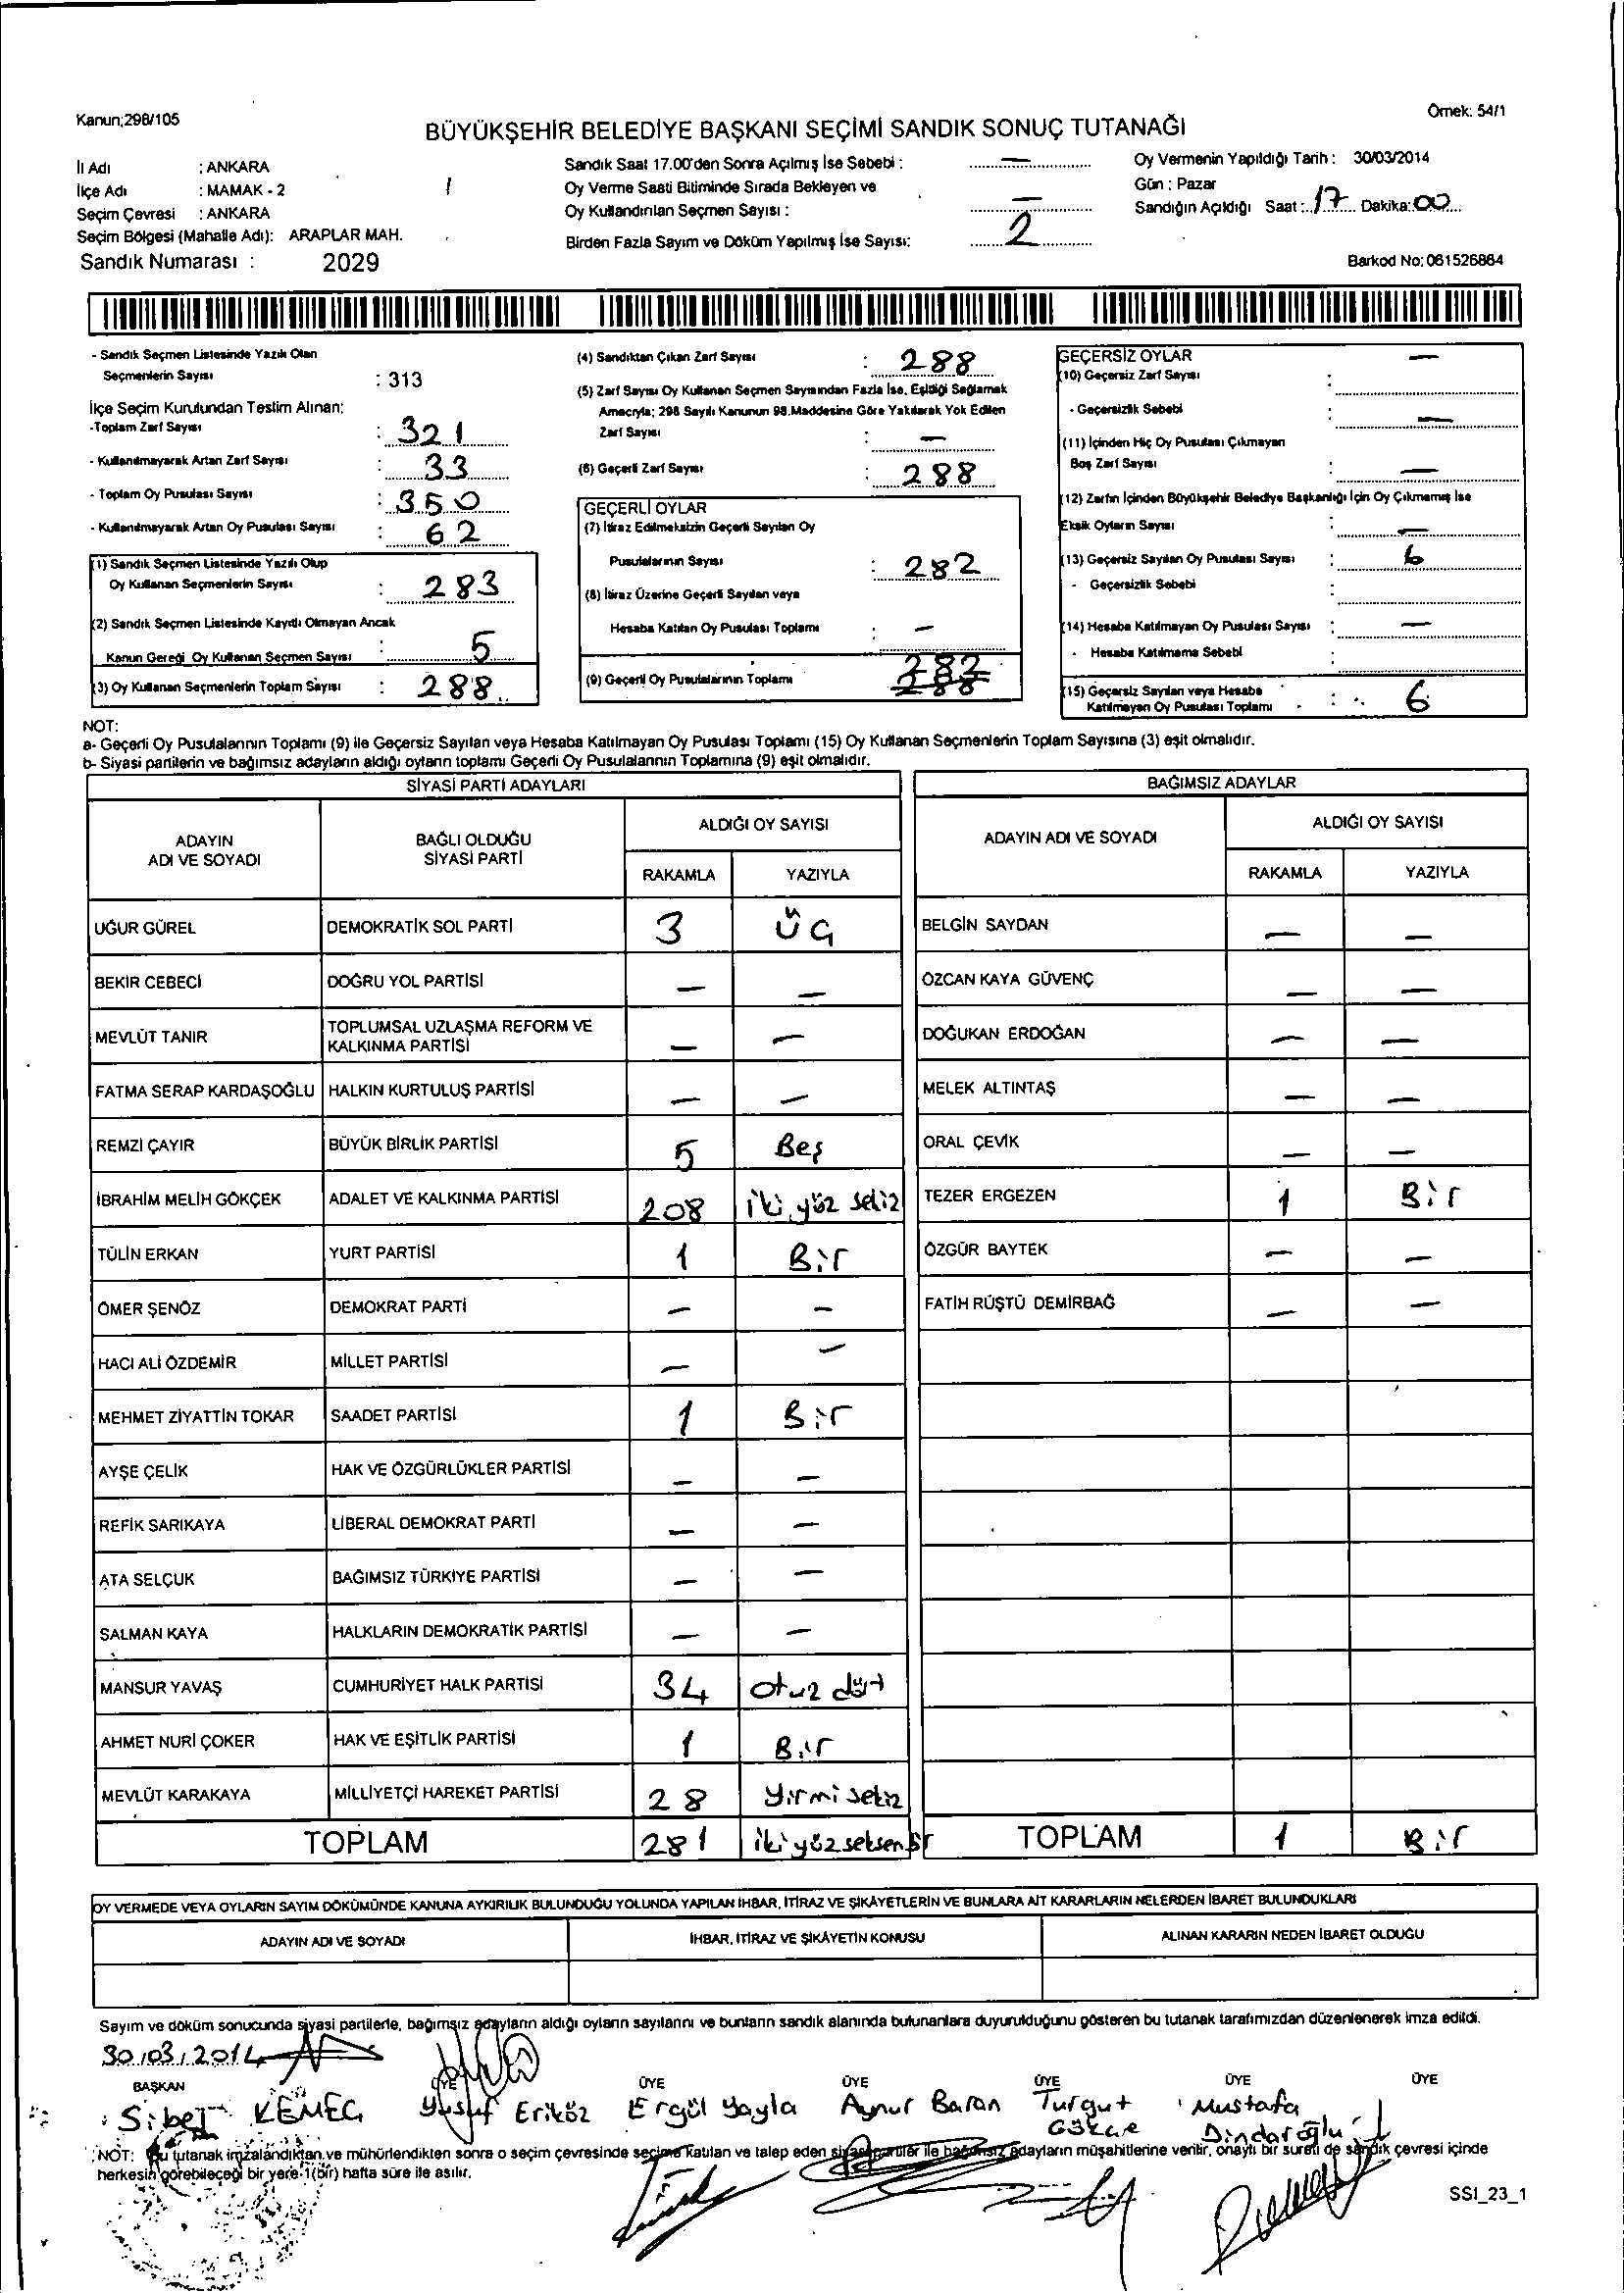 Kanun;298/105
Örnek: 54/1
BÜYÜKŞEHİR BELEDİYE BAŞKANI SEÇİMİ SANDIK SONUÇ TUTANAĞI
İl Adı : ANKARA
İlçe Adı : MAMAK - 2
Seçim Çevresi : ANKARA
Seçim Bölgesi (Mahalle Adı): ARAPLAR MAH.
Sandık Numarası : 2029
Sandık Saat 17.00'den Sonra Açılmış İse Sebebi : —
Oy Verme Saati Bitiminde Sırada Bekleyen ve
Oy Kullandırılan Seçmen Sayısı : —
Birden Fazla Sayım ve Döküm Yapılmış İse Sayısı: 2
Oy Vermenin Yapıldığı Tarih : 30/03/2014
Gün : Pazar
Sandığın Açıldığı Saat : 17 Dakika: 00
Barkod No: 061526864
- Sandık Seçmen Listesinde Yazılı Olan
Seçmenlerin Sayısı : 313
İlçe Seçim Kurulundan Teslim Alınan;
-Toplam Zarf Sayısı : 321
- Kullanılmayarak Artan Zarf Sayısı : 33
- Toplam Oy Pusulası Sayısı : 350
- Kullanılmayarak Artan Oy Pusulası Sayısı : 62
(1) Sandık Seçmen Listesinde Yazılı Olup
Oy Kullanan Seçmenlerin Sayısı : 283
(2) Sandık Seçmen Listesinde Kayıtlı Olmayan Ancak
Kanun Gereği Oy Kullanan Seçmen Sayısı : 5
(3) Oy Kullanan Seçmenlerin Toplam Sayısı : 288
(4) Sandıktan Çıkan Zarf Sayısı : 288
(5) Zarf Sayısı Oy Kullanan Seçmen Sayısından Fazla İse, Eşitliği Sağlamak
Amacıyla; 298 Sayılı Kanunun 98.Maddesine Göre Yakılarak Yok Edilen
Zarf Sayısı : —
(6) Geçerli Zarf Sayısı : 288
GEÇERLİ OYLAR
(7) İtiraz Edilmeksizin Geçerli Sayılan Oy
Pusulalarının Sayısı : 282
(8) İtiraz Üzerine Geçerli Sayılan veya
Hesaba Katılan Oy Pusulası Toplamı : —
(9) Geçerli Oy Pusulalarının Toplamı 282
GEÇERSİZ OYLAR
(10) Geçersiz Zarf Sayısı : —
- Geçersizlik Sebebi : —
(11) İçinden Hiç Oy Pusulası Çıkmayan
Boş Zarf Sayısı : —
(12) Zarfın İçinden Büyükşehir Belediye Başkanlığı İçin Oy Çıkmamış İse
Eksik Oyların Sayısı : —
(13) Geçersiz Sayılan Oy Pusulası Sayısı : 6
- Geçersizlik Sebebi :
(14) Hesaba Katılmayan Oy Pusulası Sayısı : —
- Hesaba Katılmama Sebebi :
(15) Geçersiz Sayılan veya Hesaba
Katılmayan Oy Pusulası Toplamı : 6
NOT:
a- Geçerli Oy Pusulalarının Toplamı (9) ile Geçersiz Sayılan veya Hesaba Katılmayan Oy Pusulası Toplamı (15) Oy Kullanan Seçmenlerin Toplam Sayısına (3) eşit olmalıdır.
b- Siyasi partilerin ve bağımsız adayların aldığı oyların toplamı Geçerli Oy Pusulalarının Toplamına (9) eşit olmalıdır.
SİYASİ PARTİ ADAYLARI
ADAYIN ADI VE SOYADI
BAĞLI OLDUĞU SİYASİ PARTİ
ALDIĞI OY SAYISI
RAKAMLA YAZIYLA
UĞUR GÜREL DEMOKRATİK SOL PARTİ 3 Üç
BEKİR CEBECİ DOĞRU YOL PARTİSİ — —
MEVLÜT TANIR TOPLUMSAL UZLAŞMA REFORM VE KALKINMA PARTİSİ — —
FATMA SERAP KARDAŞOĞLU HALKIN KURTULUŞ PARTİSİ — —
REMZİ ÇAYIR BÜYÜK BİRLİK PARTİSİ 5 Beş
İBRAHİM MELİH GÖKÇEK ADALET VE KALKINMA PARTİSİ 208 iki yüz sekiz
TÜLİN ERKAN YURT PARTİSİ 1 Bir
ÖMER ŞENÖZ DEMOKRAT PARTİ — —
HACI ALİ ÖZDEMİR MİLLET PARTİSİ — —
MEHMET ZİYATTİN TOKAR SAADET PARTİSİ 1 Bir
AYŞE ÇELİK HAK VE ÖZGÜRLÜKLER PARTİSİ — —
REFİK SARIKAYA LİBERAL DEMOKRAT PARTİ — —
ATA SELÇUK BAĞIMSIZ TÜRKİYE PARTİSİ — —
SALMAN KAYA HALKLARIN DEMOKRATİK PARTİSİ — —
MANSUR YAVAŞ CUMHURİYET HALK PARTİSİ 34 otuz dört
AHMET NURİ ÇOKER HAK VE EŞİTLİK PARTİSİ 1 Bir
MEVLÜT KARAKAYA MİLLİYETÇİ HAREKET PARTİSİ 28 Yirmi sekiz
TOPLAM 281 iki yüz seksen bir
BAĞIMSIZ ADAYLAR
ADAYIN ADI VE SOYADI
ALDIĞI OY SAYISI
RAKAMLA YAZIYLA
BELGİN SAYDAN — —
ÖZCAN KAYA GÜVENÇ — —
DOĞUKAN ERDOĞAN — —
MELEK ALTINTAŞ — —
ORAL ÇEVİK — —
TEZER ERGEZEN 1 Bir
ÖZGÜR BAYTEK — —
FATİH RÜŞTÜ DEMİRBAĞ — —
TOPLAM 1 Bir
OY VERMEDE VEYA OYLARIN SAYIM DÖKÜMÜNDE KANUNA AYKIRILIK BULUNDUĞU YOLUNDA YAPILAN İHBAR, İTİRAZ VE ŞİKÂYETLERİN VE BUNLARA AİT KARARLARIN NELERDEN İBARET BULUNDUKLARI
ADAYIN ADI VE SOYADI
İHBAR, İTİRAZ VE ŞİKÂYETİN KONUSU
ALINAN KARARIN NEDEN İBARET OLDUĞU
Sayım ve döküm sonucunda siyasi partilerle, bağımsız adayların aldığı oyların sayılarını ve bunların sandık alanında bulunanlara duyurulduğunu gösteren bu tutanak tarafımızdan düzenlenerek imza edildi.
30/03/2014
BAŞKAN ÜYE ÜYE ÜYE ÜYE ÜYE ÜYE
Sibel KEMEÇ Yusuf Eriköz Ergül Yayla Aynur Baran Turgut Gökçe Mustafa Dindaroğlu
NOT: Bu tutanak imzalandıktan ve mühürlendikten sonra o seçim çevresinde seçime katılan ve talep eden siyasi partiler ile bağımsız adayların müşahitlerine verilir, onaylı bir sureti de sandık çevresi içinde
herkesin görebileceği bir yere 1(bir) hafta süre ile asılır.
SSI_23_1